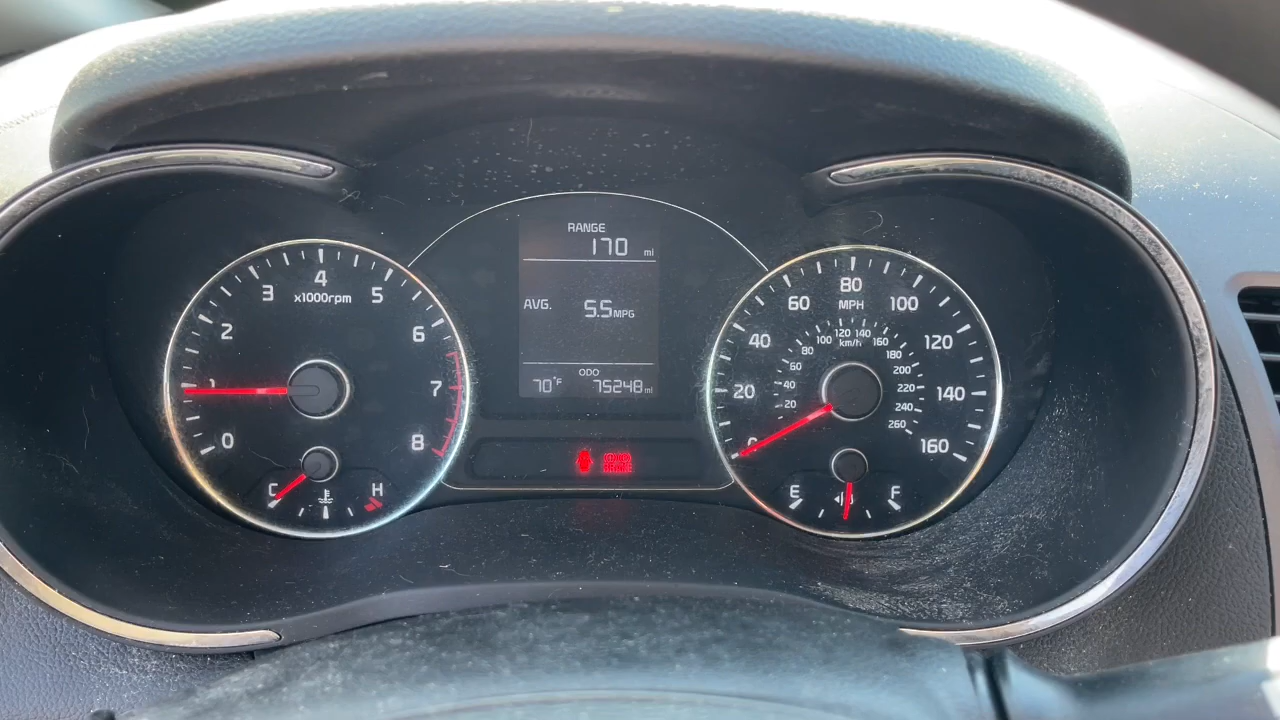 RANGE
170 mi
AVG. 5.5 MPG
ODO
70°F 75248 mi
0 1 2 3 4 5 6 7 8
x1000rpm
C H
0 20 40 60 80 100 120 140 160
MPH
20 40 60 80 100 120 140 160 180 200 220 240 260
km/h
E F